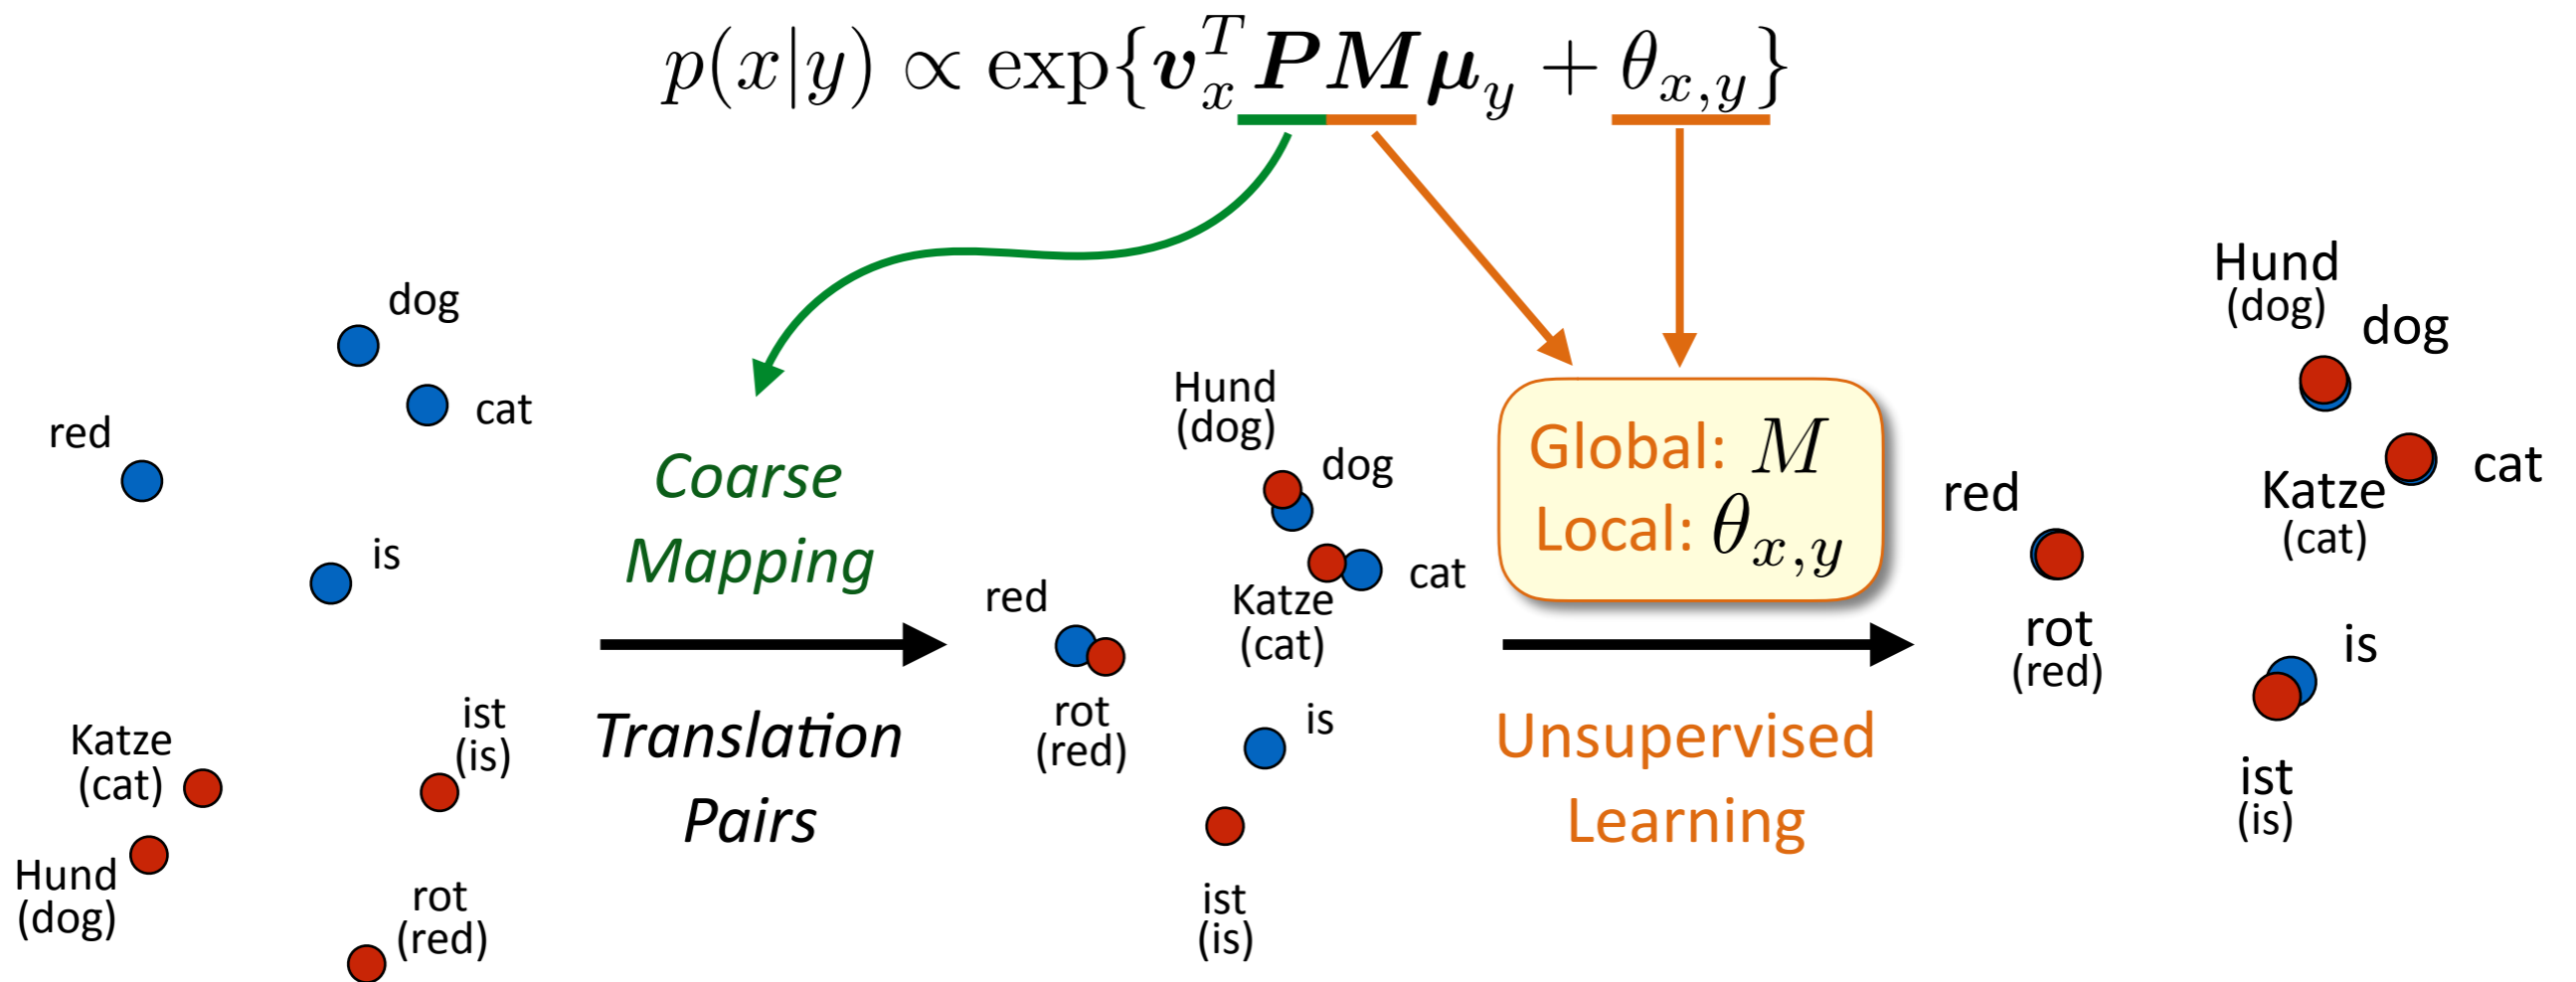 p(x|y) ∝ exp{v_x^T P M μ_y + θ_{x,y}}
dog
cat
red
is
Katze
(cat)
Hund
(dog)
ist
(is)
rot
(red)
Coarse
Mapping
Translation
Pairs
Hund
(dog)
dog
Katze
(cat)
cat
red
rot
(red)
is
ist
(is)
Global: M
Local: θ_{x,y}
Unsupervised
Learning
Hund
(dog)
dog
Katze
(cat)
cat
red
rot
(red)
is
ist
(is)